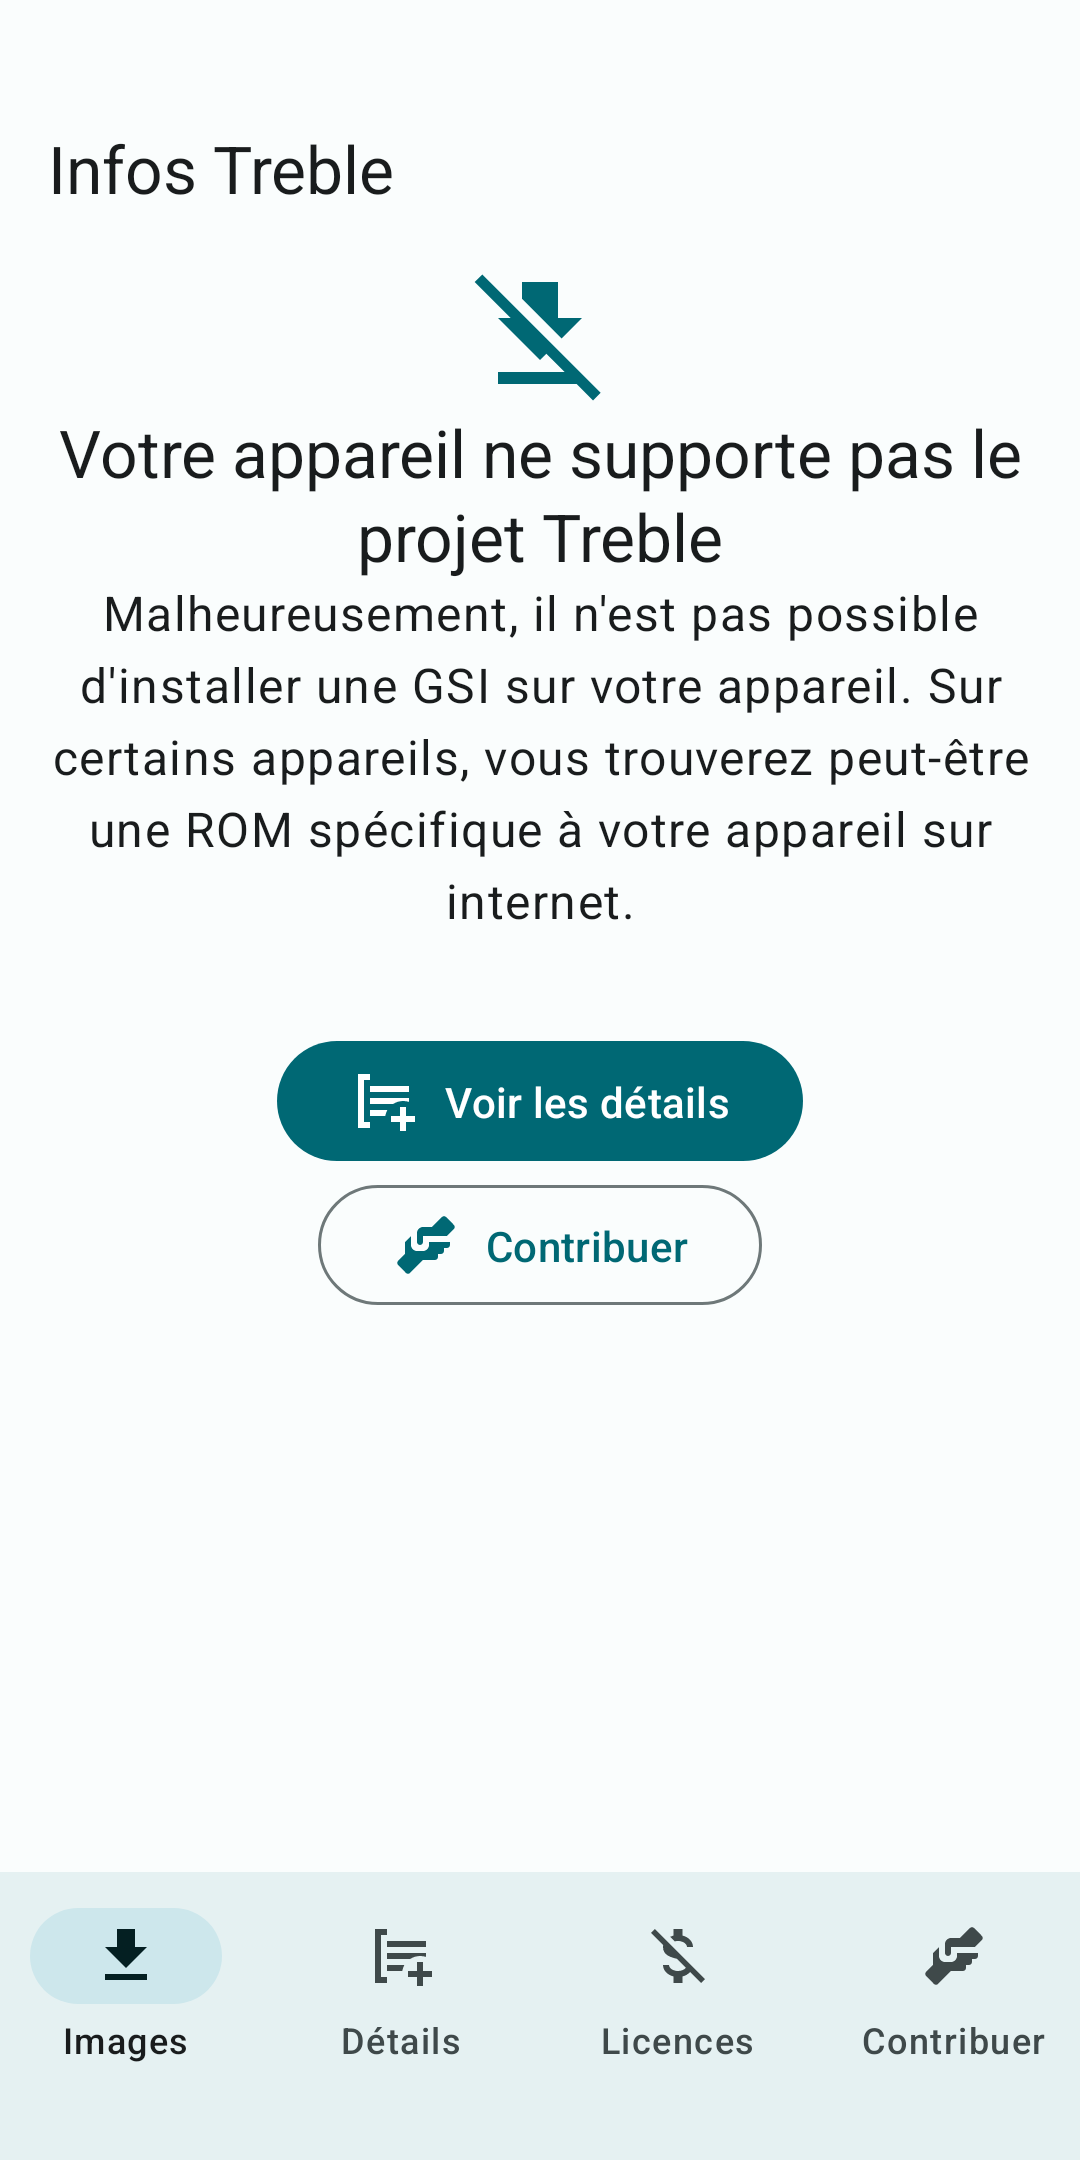 Infos Treble
Votre appareil ne supporte pas le
projet Treble
Malheureusement, il n'est pas possible
d'installer une GSI sur votre appareil. Sur
certains appareils, vous trouverez peut-être
une ROM spécifique à votre appareil sur
internet.
Voir les détails
Contribuer
Images
Détails
Licences
Contribuer